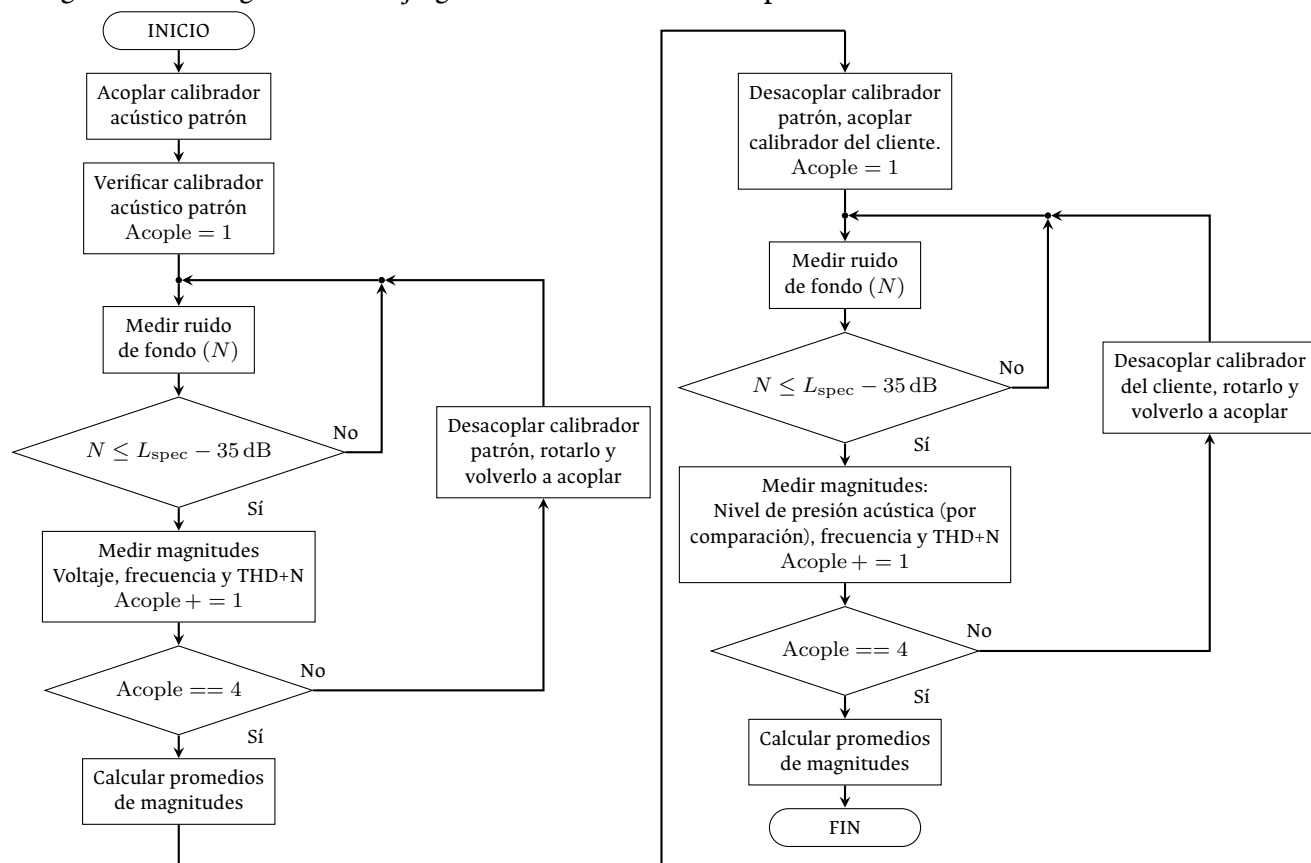 INICIO
Acoplar calibrador
acústico patrón
Verificar calibrador
acústico patrón
Acople = 1
Medir ruido
de fondo (N)
N ≤ L_spec − 35 dB
No
Sí
Desacoplar calibrador
patrón, rotarlo y
volverlo a acoplar
Medir magnitudes
Voltaje, frecuencia y THD+N
Acople + = 1
Acople == 4
No
Sí
Calcular promedios
de magnitudes
Desacoplar calibrador
patrón, acoplar
calibrador del cliente.
Acople = 1
Medir ruido
de fondo (N)
N ≤ L_spec − 35 dB
No
Sí
Desacoplar calibrador
del cliente, rotarlo y
volverlo a acoplar
Medir magnitudes:
Nivel de presión acústica (por
comparación), frecuencia y THD+N
Acople + = 1
Acople == 4
No
Sí
Calcular promedios
de magnitudes
FIN